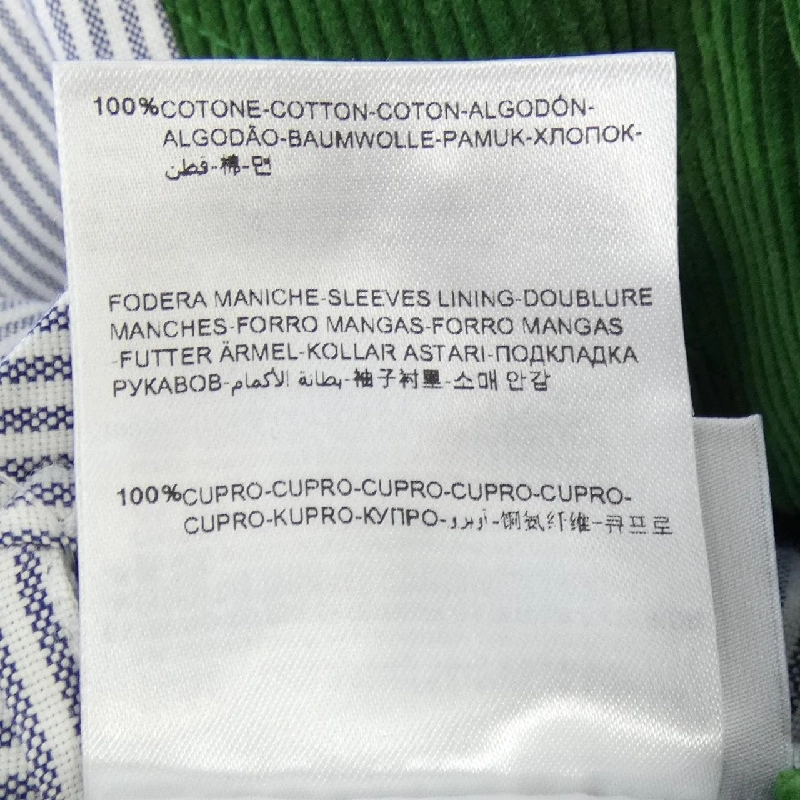 100%COTONE-COTTON-COTON-ALGODÓN-
ALGODÃO-BAUMWOLLE-PAMUK-ХЛОПОК-
قطن-棉-면
FODERA MANICHE-SLEEVES LINING-DOUBLURE
MANCHES-FORRO MANGAS-FORRO MANGAS
-FUTTER ÄRMEL-KOLLAR ASTARI-ПОДКЛАДКА
РУКАВОВ-بطانة الأكمام-袖子衬里-소매 안감
100%CUPRO-CUPRO-CUPRO-CUPRO-CUPRO-
CUPRO-KUPRO-КУПРО--铜氨纤维-큐프로